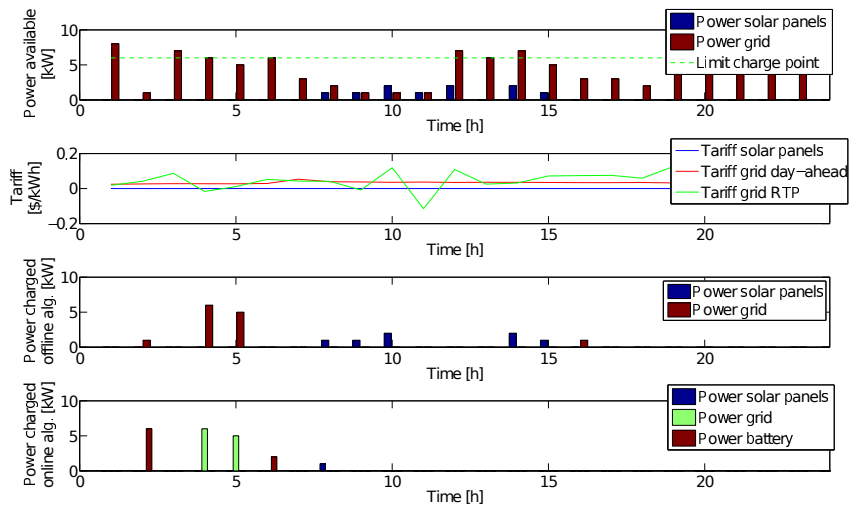 Power available
[kW]
10
5
0
0
5
10
15
20
Time [h]
Power solar panels
Power grid
Limit charge point
Tariff
[$/kWh]
0.2
0
−0.2
0
5
10
15
20
Time [h]
Tariff solar panels
Tariff grid day−ahead
Tariff grid RTP
Power charged
offline alg. [kW]
10
5
0
0
5
10
15
20
Time [h]
Power solar panels
Power grid
Power charged
online alg. [kW]
10
5
0
0
5
10
15
20
Time [h]
Power solar panels
Power grid
Power battery